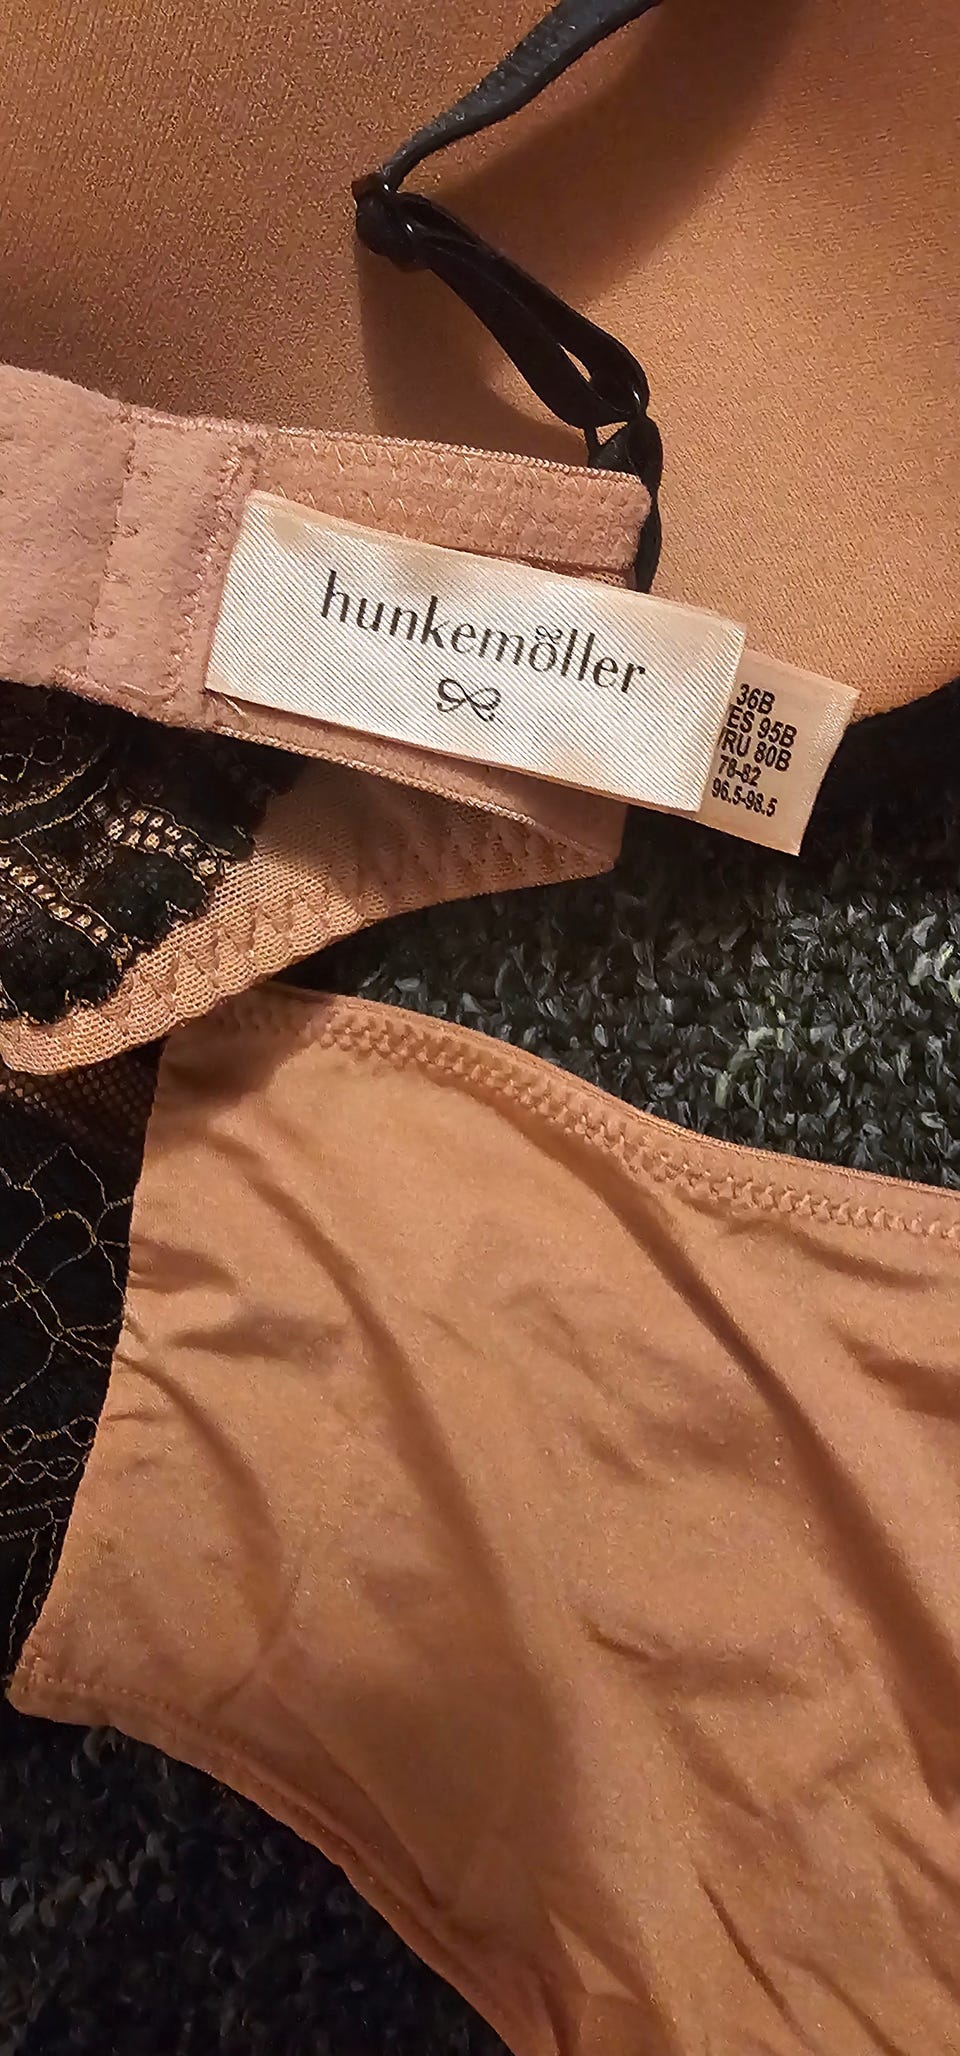 hunkemöller
36B
ES 95B
RU 80B
78-82
96.5-98.5